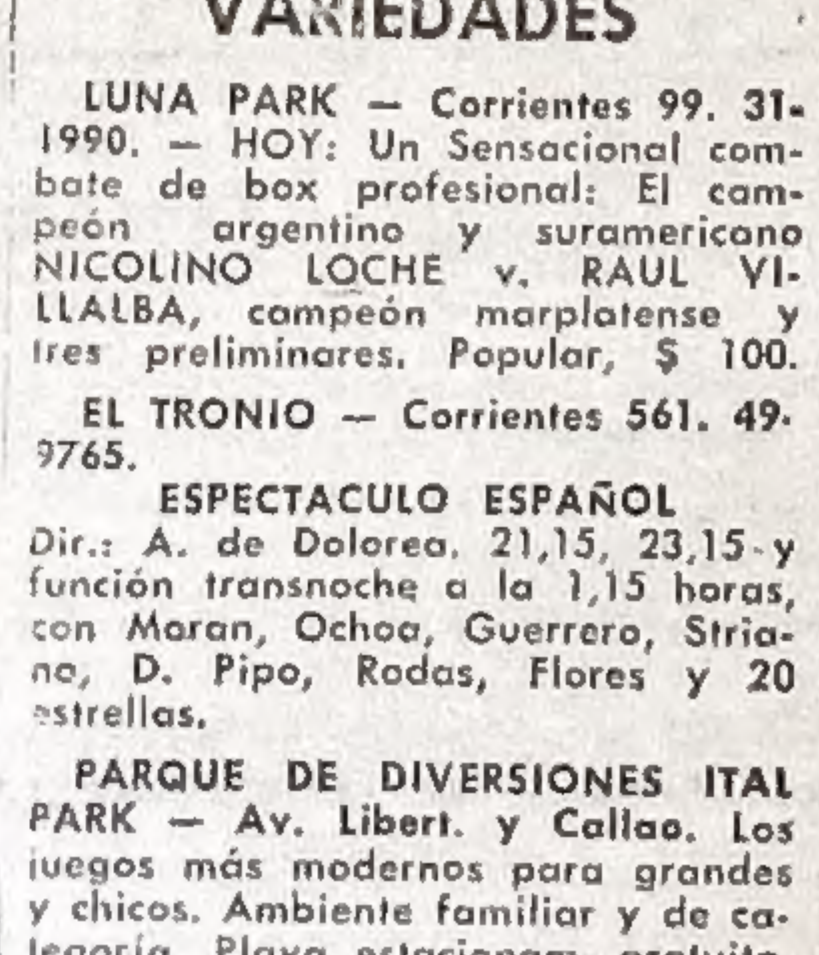 VARIEDADES
LUNA PARK — Corrientes 99. 31-
1990. — HOY: Un Sensacional com-
bate de box profesional: El cam-
peón argentino y suramericano
NICOLINO LOCHE v. RAUL VI-
LLALBA, campeón marplatense y
tres preliminares. Popular, $ 100.
EL TRONIO — Corrientes 561. 49-
9765.
ESPECTACULO ESPAÑOL
Dir.: A. de Dolorea. 21,15, 23,15 y
función transnoche a la 1,15 horas,
con Moran, Ochoa, Guerrero, Stria-
no, D. Pipo, Rodas, Flores y 20
estrellas.
PARQUE DE DIVERSIONES ITAL
PARK — Av. Libert. y Callao. Los
juegos más modernos para grandes
y chicos. Ambiente familiar y de ca-
tegoría. Playa estacionam. gratuita.